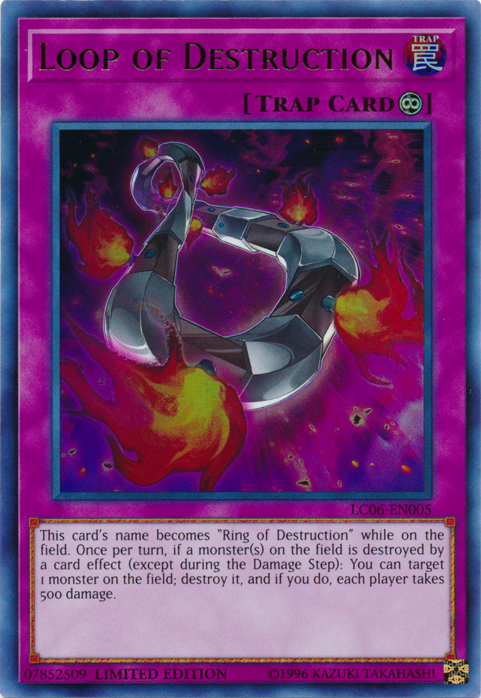 LOOP OF DESTRUCTION
TRAP
罠
[TRAP CARD]
LC06-EN005
This card's name becomes "Ring of Destruction" while on the
field. Once per turn, if a monster(s) on the field is destroyed by
a card effect (except during the Damage Step): You can target
1 monster on the field; destroy it, and if you do, each player takes
500 damage.
07852509 LIMITED EDITION ©1996 KAZUKI TAKAHASHI